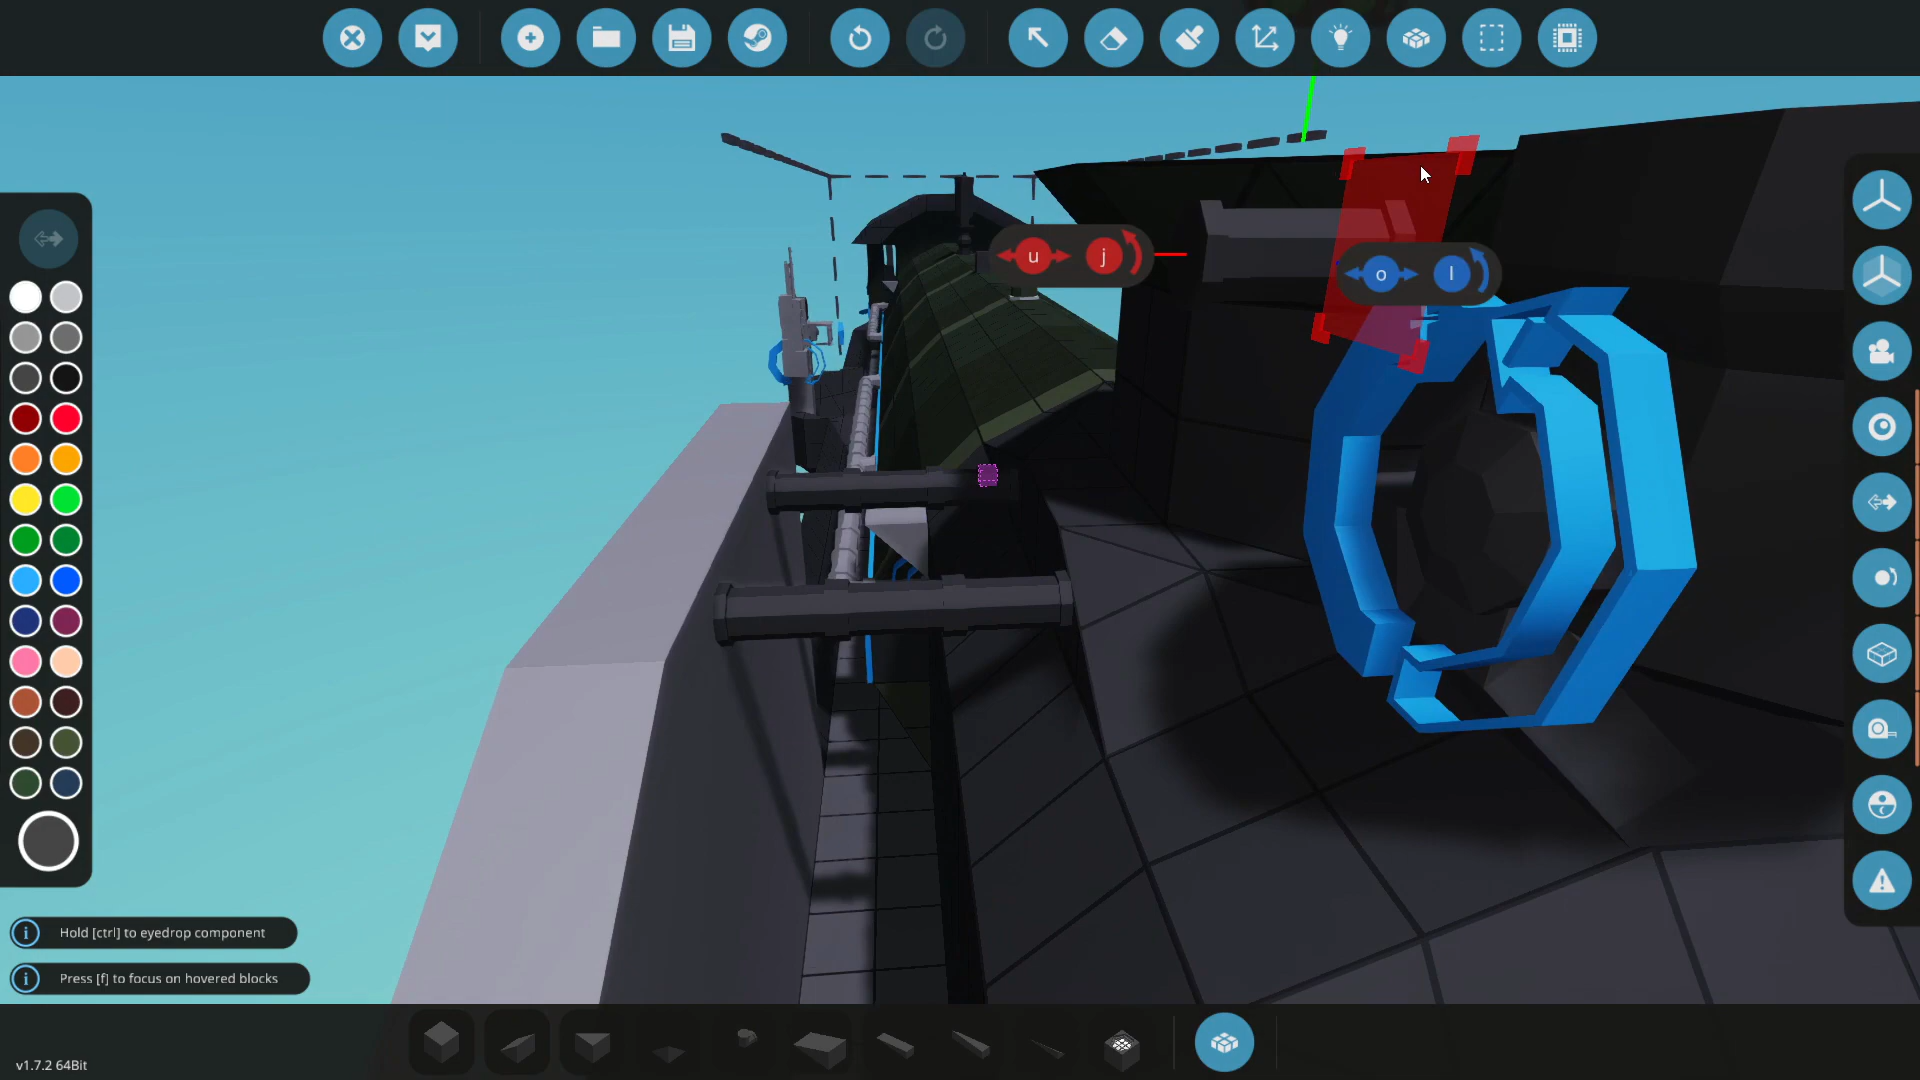 u j
o l
Hold [ctrl] to eyedrop component
Press [f] to focus on hovered blocks
v1.7.2 64Bit